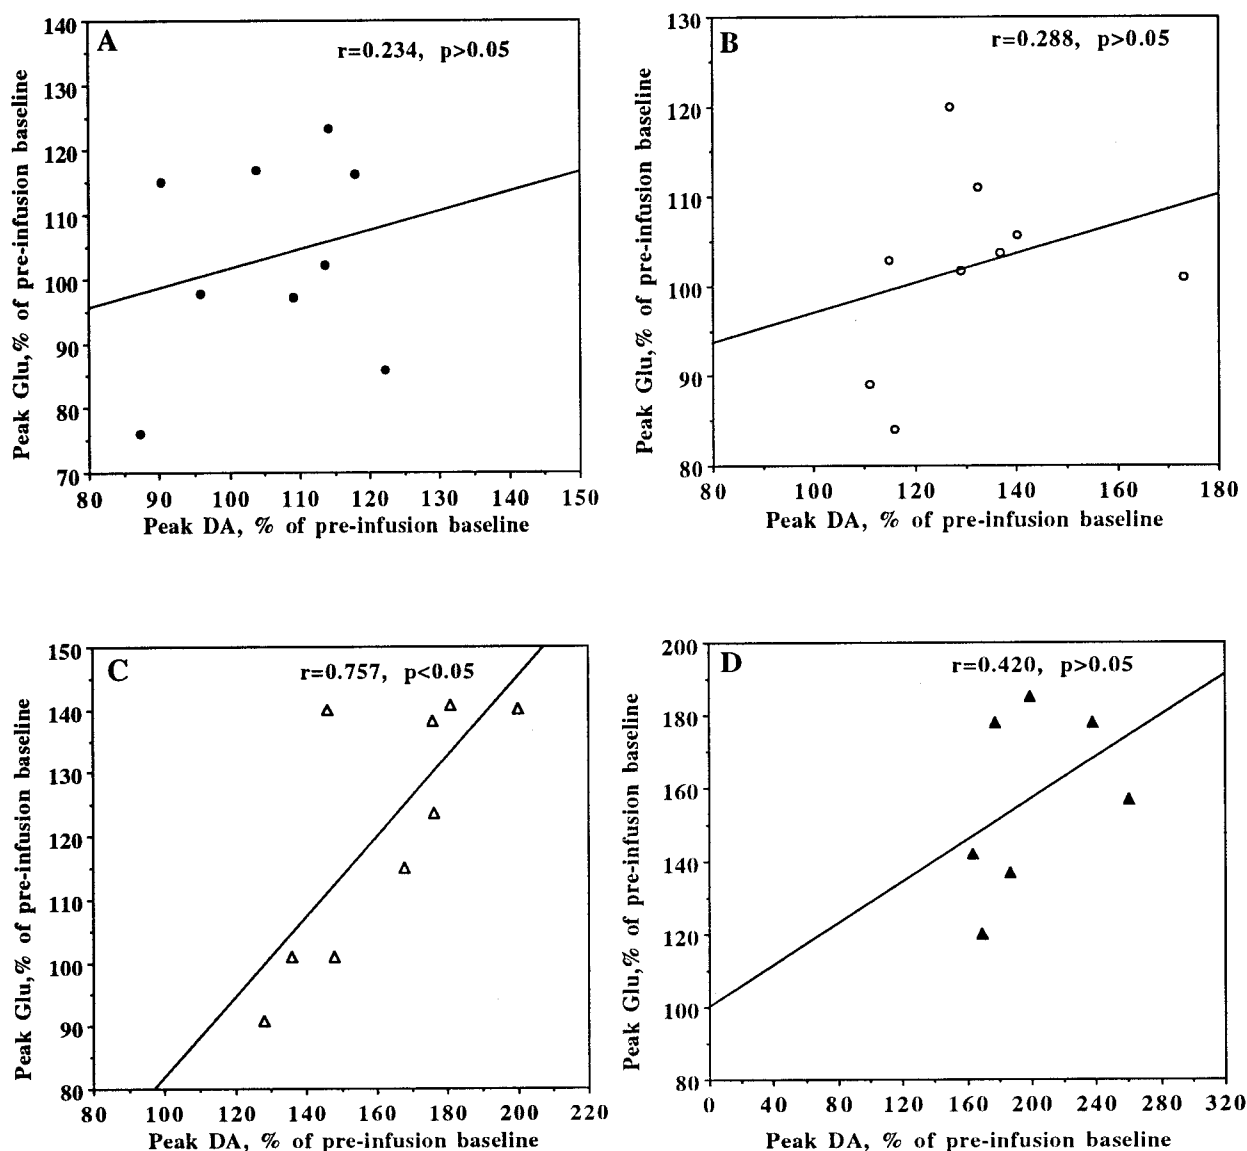 A
r=0.234, p>0.05
140
130
120
110
100
90
80
70
Peak Glu,% of pre-infusion baseline
80 90 100 110 120 130 140 150
Peak DA, % of pre-infusion baseline
B
r=0.288, p>0.05
130
120
110
100
90
80
Peak Glu,% of pre-infusion baseline
80 100 120 140 160 180
Peak DA, % of pre-infusion baseline
C
r=0.757, p<0.05
150
140
130
120
110
100
90
80
Peak Glu,% of pre-infusion baseline
80 100 120 140 160 180 200 220
Peak DA, % of pre-infusion baseline
D
r=0.420, p>0.05
200
180
160
140
120
100
80
Peak Glu,% of pre-infusion baseline
0 40 80 120 160 200 240 280 320
Peak DA, % of pre-infusion baseline